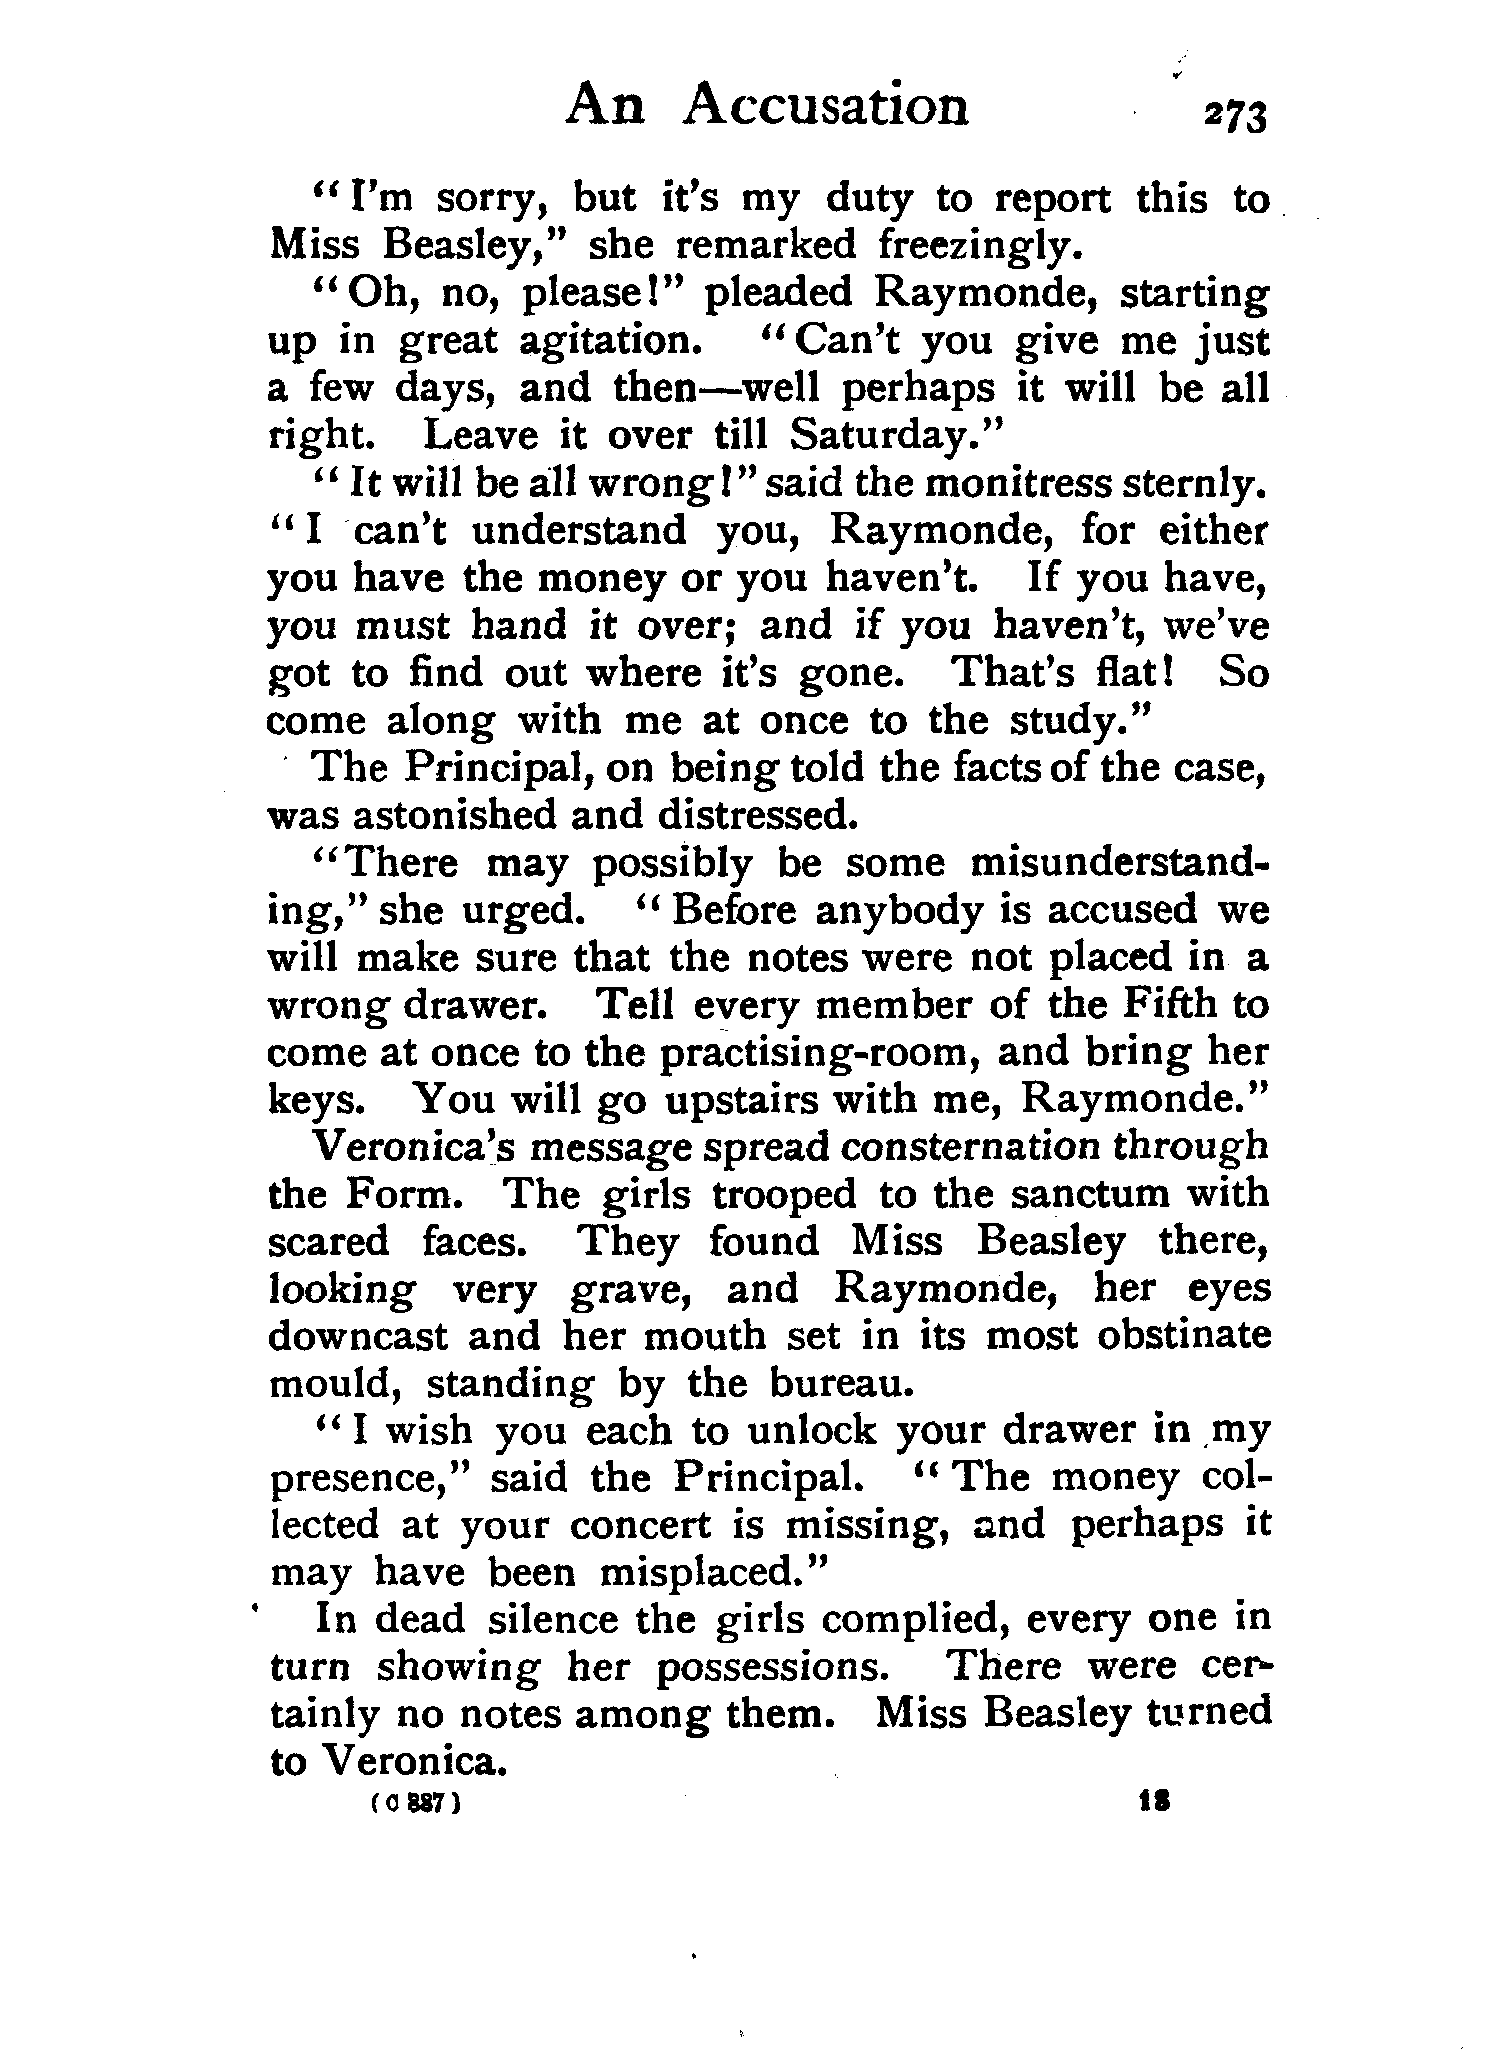 An Accusation 273
“I'm sorry, but it's my duty to report this to
Miss Beasley,” she remarked freezingly.
“Oh, no, please!” pleaded Raymonde, starting
up in great agitation. “Can't you give me just
a few days, and then—well perhaps it will be all
right. Leave it over till Saturday.”
“It will be all wrong!” said the monitress sternly.
“I can't understand you, Raymonde, for either
you have the money or you haven't. If you have,
you must hand it over; and if you haven't, we've
got to find out where it's gone. That's flat! So
come along with me at once to the study.”
The Principal, on being told the facts of the case,
was astonished and distressed.
“There may possibly be some misunderstand-
ing,” she urged. “Before anybody is accused we
will make sure that the notes were not placed in a
wrong drawer. Tell every member of the Fifth to
come at once to the practising-room, and bring her
keys. You will go upstairs with me, Raymonde.”
Veronica's message spread consternation through
the Form. The girls trooped to the sanctum with
scared faces. They found Miss Beasley there,
looking very grave, and Raymonde, her eyes
downcast and her mouth set in its most obstinate
mould, standing by the bureau.
“I wish you each to unlock your drawer in my
presence,” said the Principal. “The money col-
lected at your concert is missing, and perhaps it
may have been misplaced.”
In dead silence the girls complied, every one in
turn showing her possessions. There were cer-
tainly no notes among them. Miss Beasley turned
to Veronica.
(C 887) 18